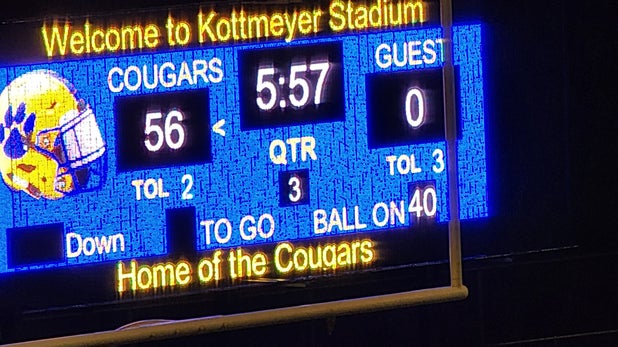 Welcome to Kottmeyer Stadium
COUGARS 5:57 GUEST
56 < 0
QTR
TOL 2 3 TOL 3
Down TO GO BALL ON 40
Home of the Cougars